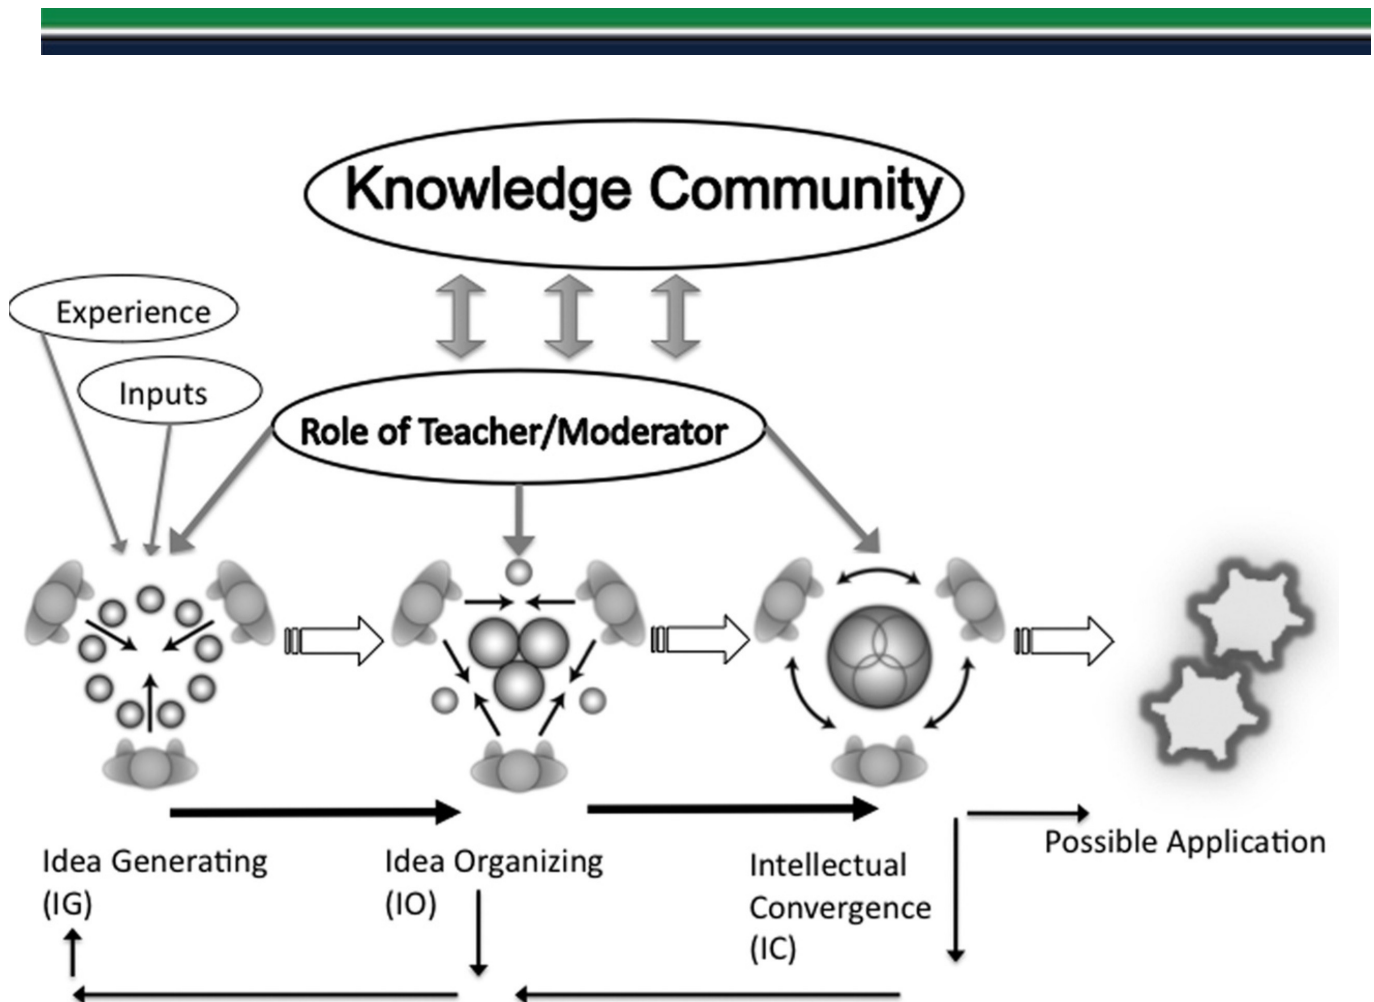 Knowledge Community
Experience
Inputs
Role of Teacher/Moderator
Idea Generating
(IG)
Idea Organizing
(IO)
Intellectual
Convergence
(IC)
Possible Application